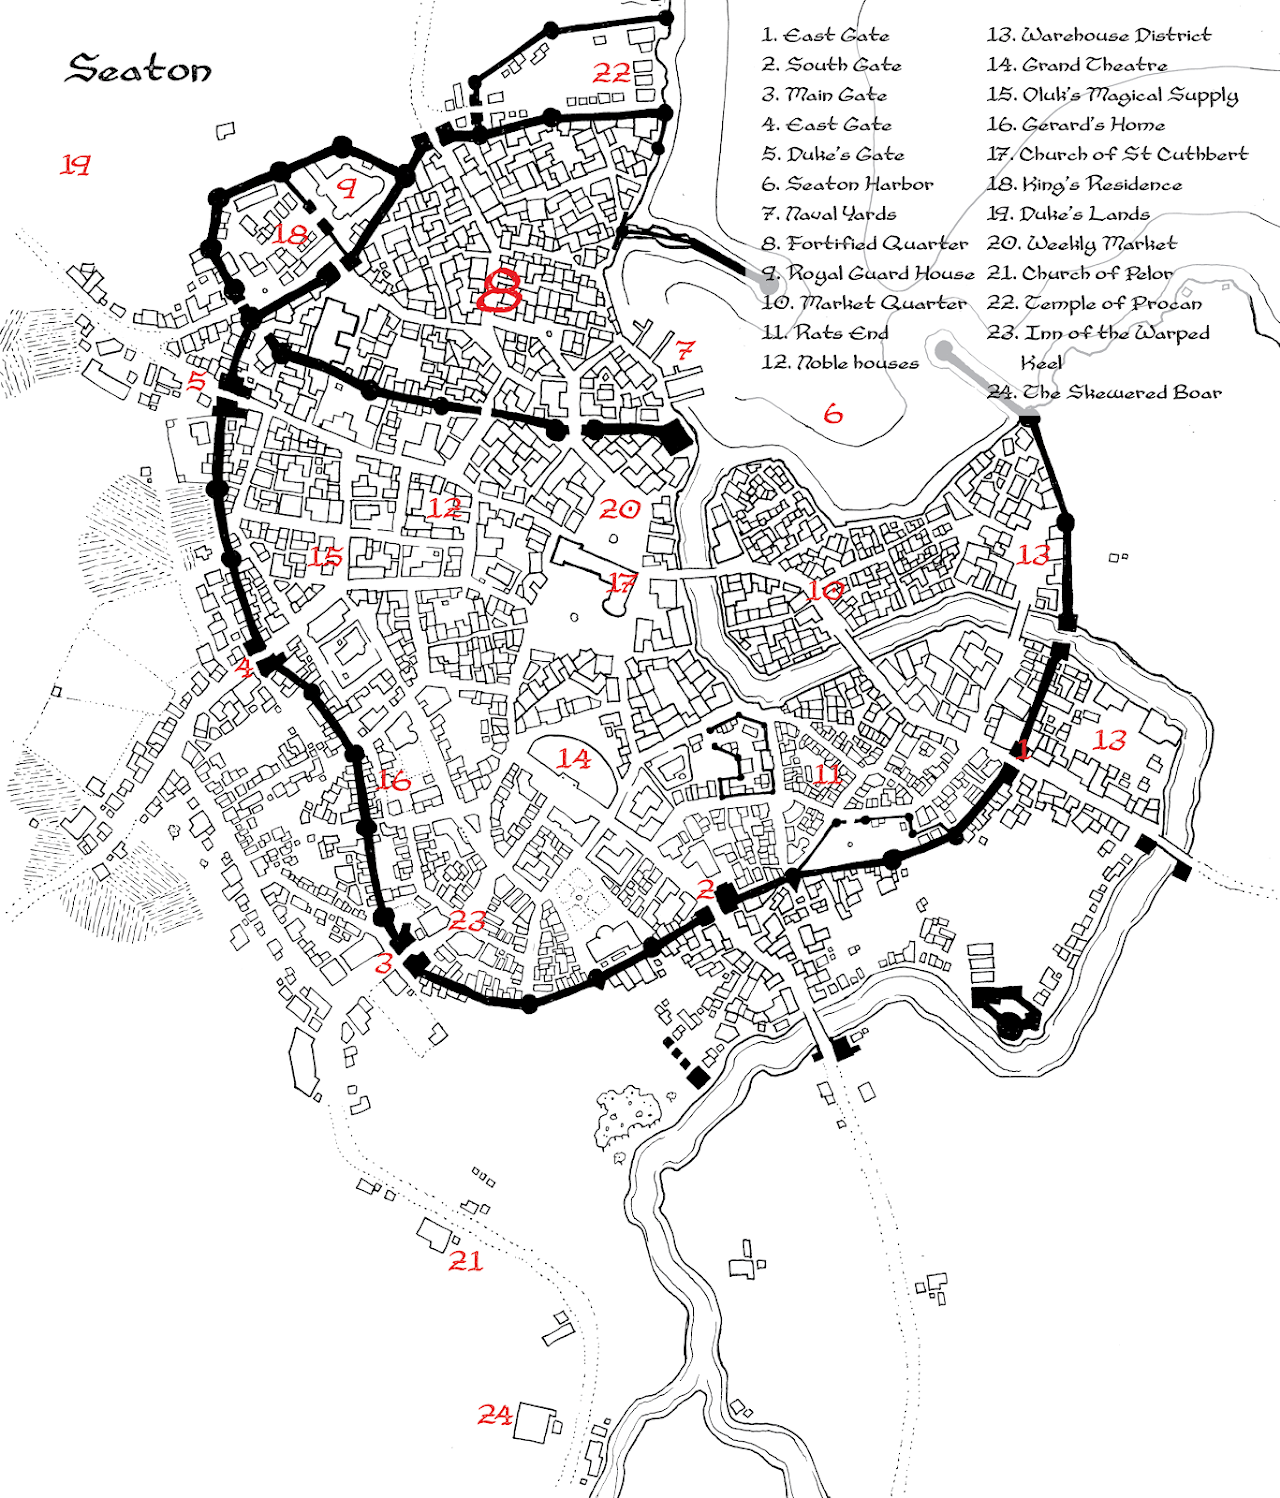 Seaton
1. East Gate
2. South Gate
3. Main Gate
4. East Gate
5. Duke's Gate
6. Seaton Harbor
7. Naval Yards
8. Fortified Quarter
9. Royal Guard House
10. Market Quarter
11. Rats End
12. Noble houses
13. Warehouse District
14. Grand Theatre
15. Oluk's Magical Supply
16. Gerard's Home
17. Church of St Cuthbert
18. King's Residence
19. Duke's Lands
20. Weekly Market
21. Church of Pelor
22. Temple of Procan
23. Inn of the Warped
Keel
24. The Skewered Boar
22
19
9
18
8
7
5
6
12
20
15
13
17
10
4
1
13
14
11
16
2
23
3
21
24